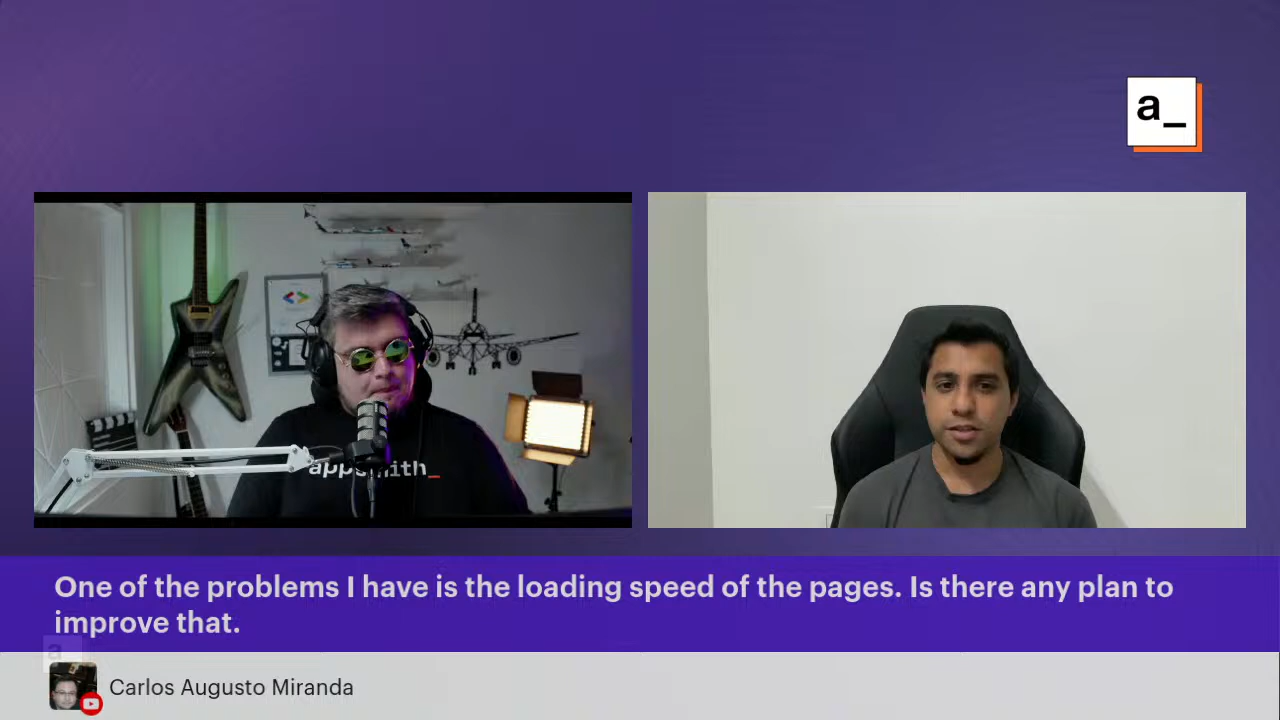 a_
appsmith_
One of the problems I have is the loading speed of the pages. Is there any plan to
improve that.
a
Carlos Augusto Miranda